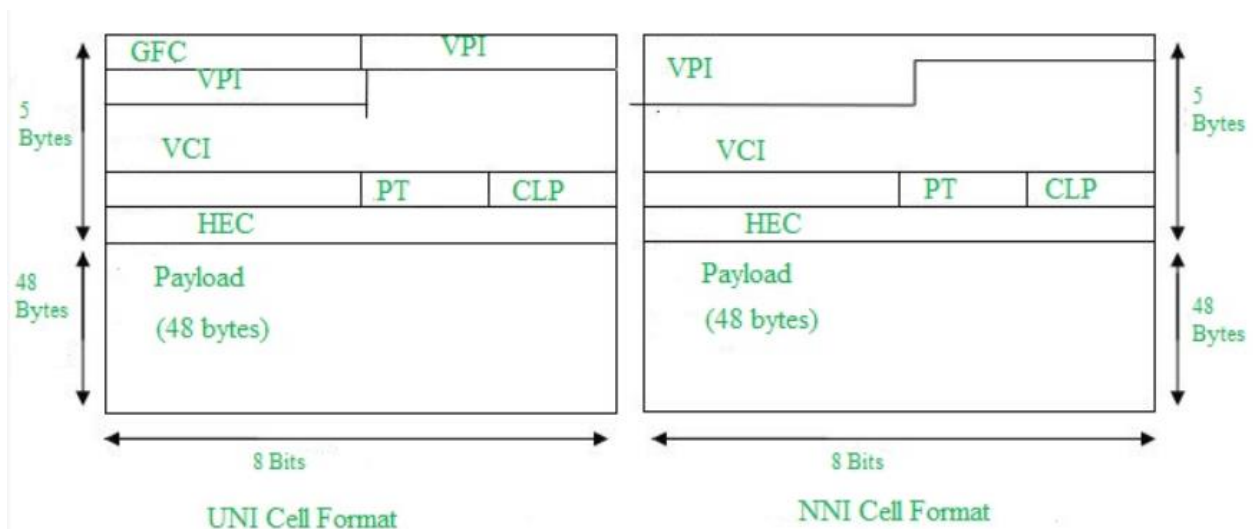 GFC
VPI
VPI
5
Bytes
VCI
PT
CLP
HEC
48
Bytes
Payload
(48 bytes)
8 Bits
UNI Cell Format
VPI
5
Bytes
VCI
PT
CLP
HEC
Payload
(48 bytes)
48
Bytes
8 Bits
NNI Cell Format